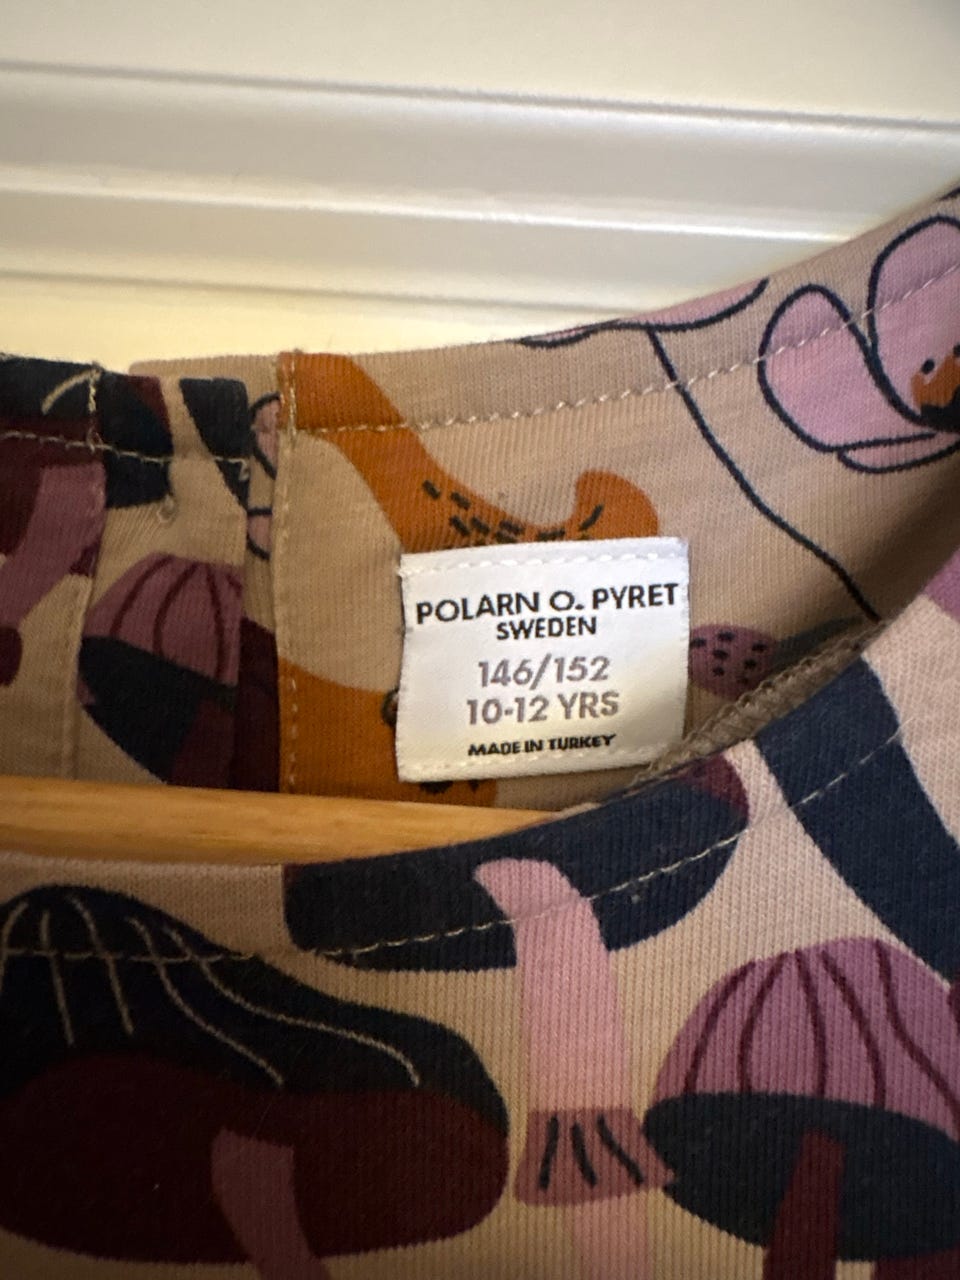 POLARN O. PYRET
SWEDEN
146/152
10-12 YRS
MADE IN TURKEY